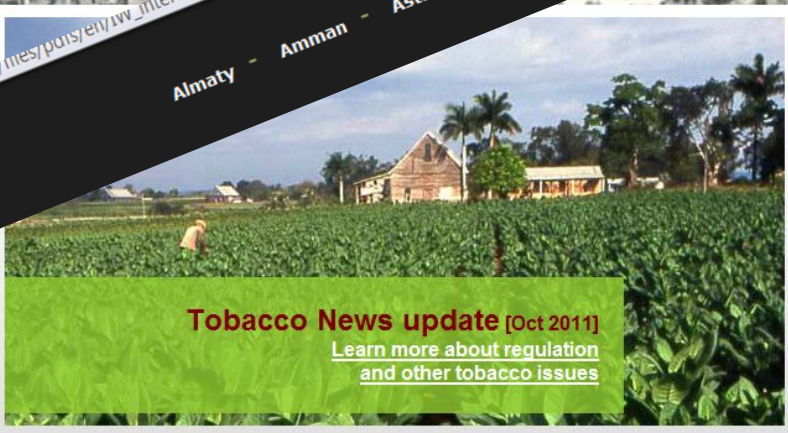 Almaty - Amman -
Tobacco News update [Oct 2011]
Learn more about regulation
and other tobacco issues